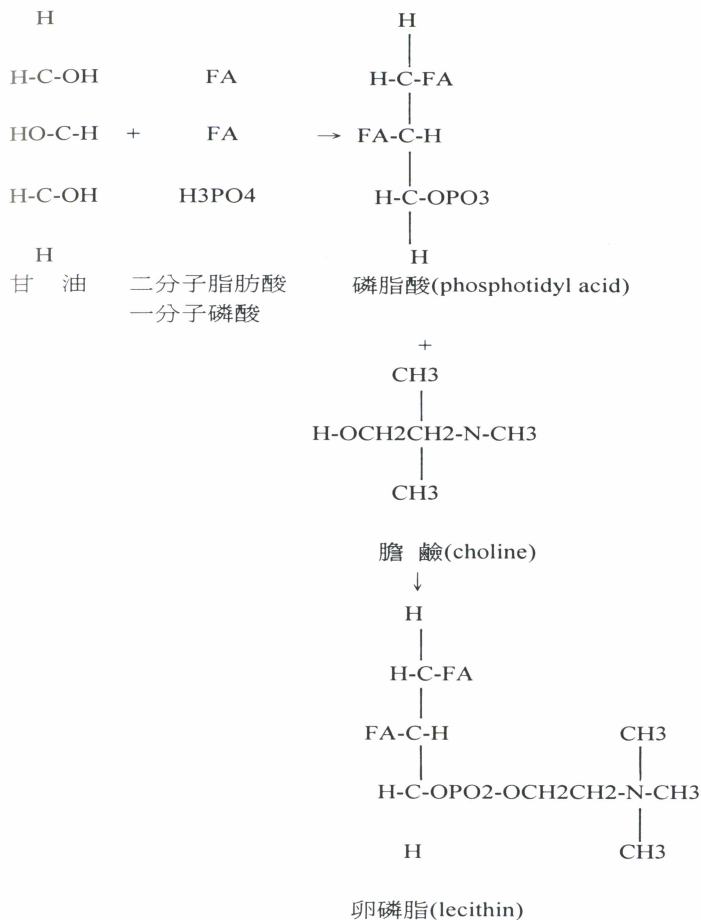 H H
H-C-OH FA H-C-FA
HO-C-H + FA → FA-C-H
H-C-OH H3PO4 H-C-OPO3
H H
甘 油 二分子脂肪酸 磷脂酸(phosphotidyl acid)
一分子磷酸
+
CH3
H-OCH2CH2-N-CH3
CH3
膽 鹼(choline)
↓
H
H-C-FA
FA-C-H CH3
H-C-OPO2-OCH2CH2-N-CH3
H CH3
卵磷脂(lecithin)